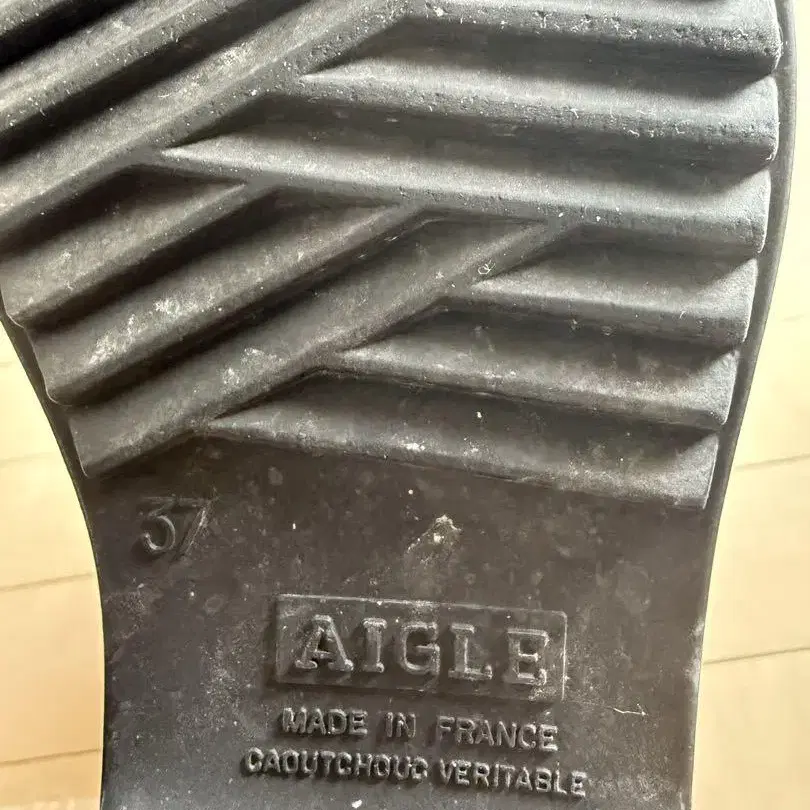 37
AIGLE
MADE IN FRANCE
CAOUTCHOUC VERITABLE